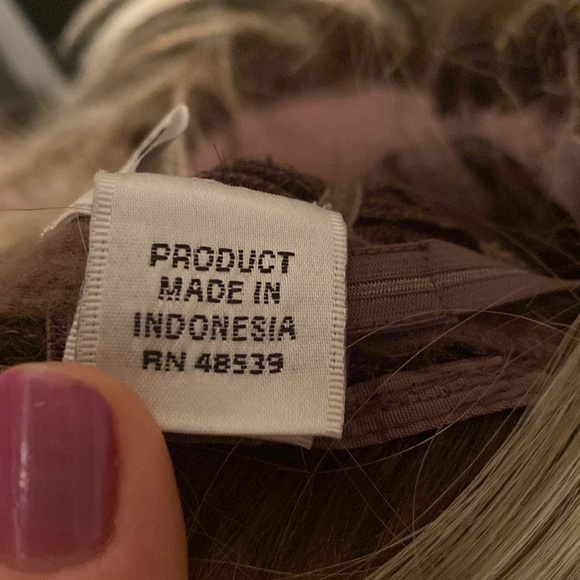 PRODUCT
MADE IN
INDONESIA
RN 48539